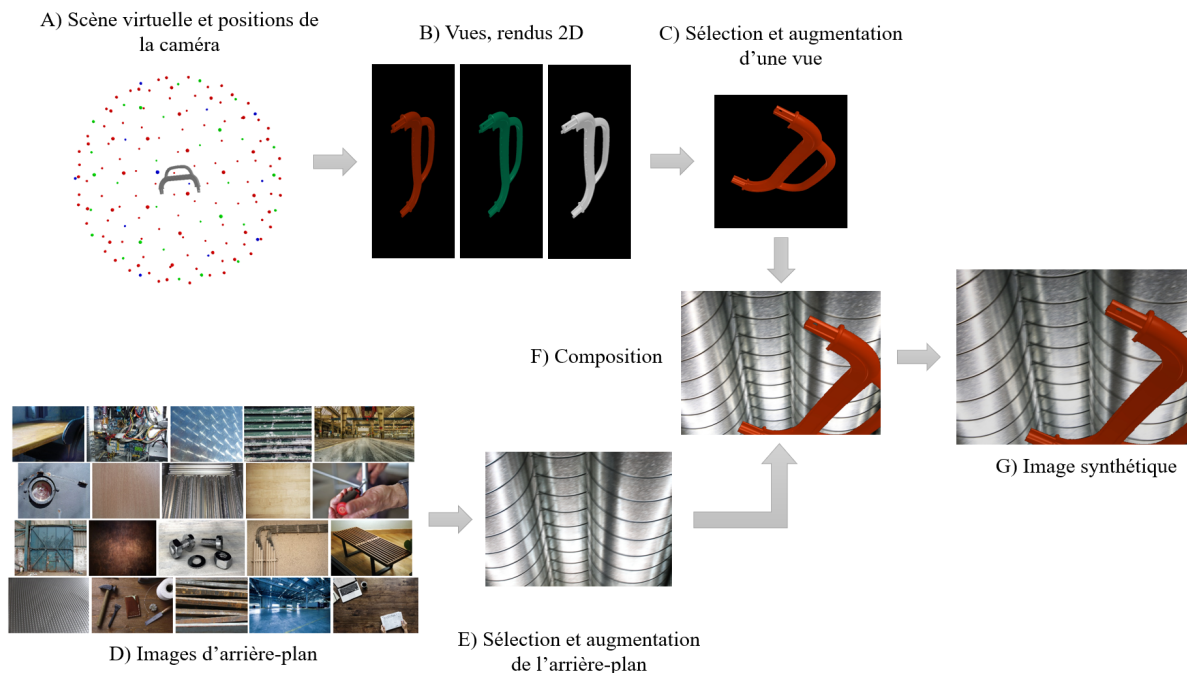 A) Scène virtuelle et positions de
la caméra
B) Vues, rendus 2D
C) Sélection et augmentation
d’une vue
F) Composition
G) Image synthétique
D) Images d’arrière-plan
E) Sélection et augmentation
de l’arrière-plan